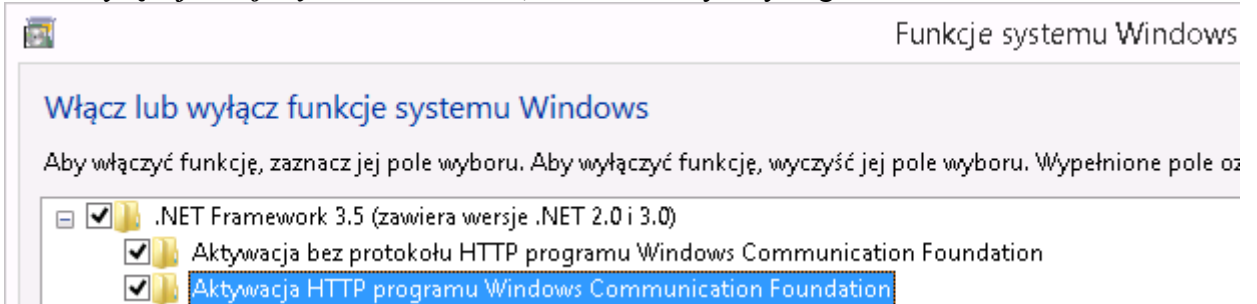 Funkcje systemu Windows
Włącz lub wyłącz funkcje systemu Windows
Aby włączyć funkcję, zaznacz jej pole wyboru. Aby wyłączyć funkcję, wyczyść jej pole wyboru. Wypełnione pole
.NET Framework 3.5 (zawiera wersje .NET 2.0 i 3.0)
Aktywacja bez protokołu HTTP programu Windows Communication Foundation
Aktywacja HTTP programu Windows Communication Foundation